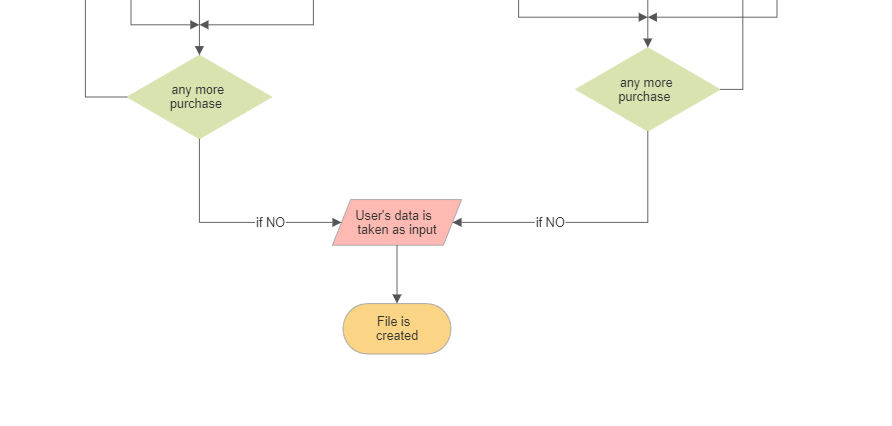 any more
purchase
any more
purchase
if NO
User's data is
taken as input
if NO
File is
created